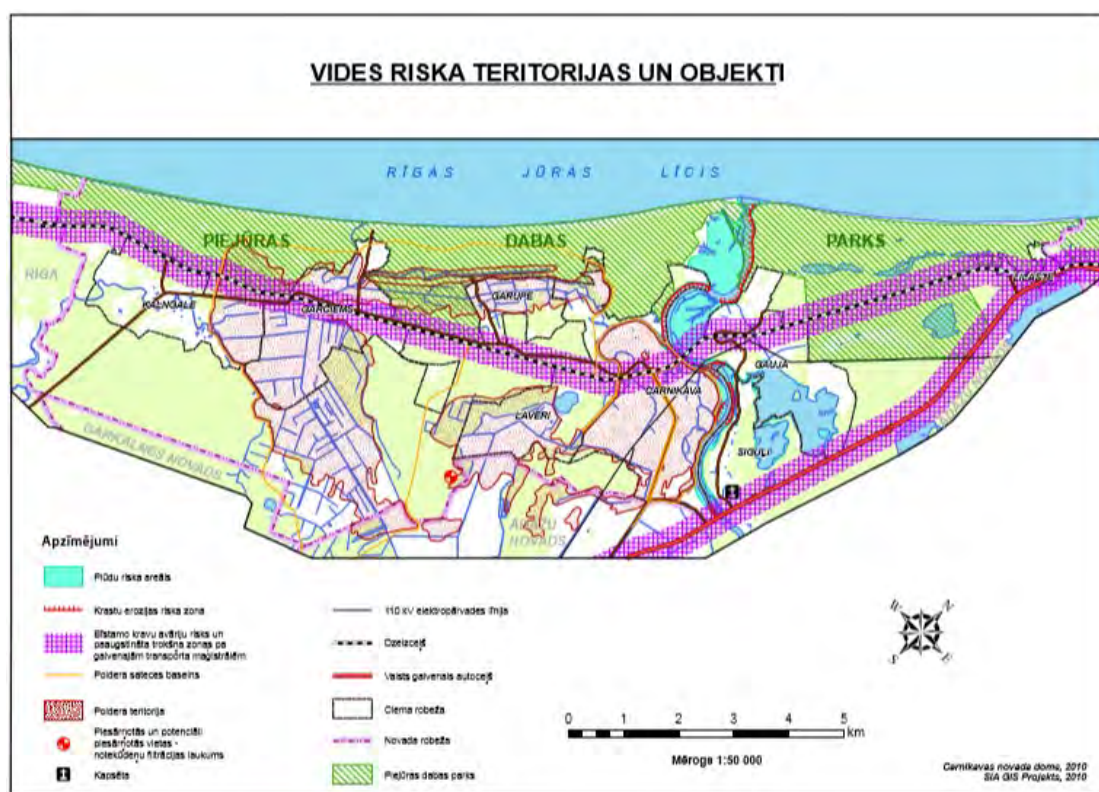 VIDES RISKA TERITORIJAS UN OBJEKTI
RĪGAS JŪRAS LĪCIS
PIEJŪRAS DABAS PARKS
RĪGA
KALNGALE
GARCIEMS
GARUPE
LILASTE
CARNIKAVA
GAUJA
LAVERI
SIGUĻI
GARKALNES NOVADS
ĀDAŽU
NOVADS
Apzīmējumi
Plūdu riska areāls
Krastu erozijas riska zona
Bīstamo kravu avāriju risks un
paaugstināta trokšņa zonas pa
galvenajām transporta maģistrālēm
Poldera sateces baseins
Poldera teritorija
Piesārņotās un potenciāli
piesārņotās vietas -
notekūdeņu filtrācijas laukums
Kapsēta
110 kV elektropārvades līnija
Dzelzceļš
Valsts galvenais autoceļš
Ciema robeža
Novada robeža
Piejūras dabas parks
0 1 2 3 4 5
km
Mērogs 1:50 000
W N
S E
Carnikavas novada dome, 2010
SIA GIS Projekts, 2010